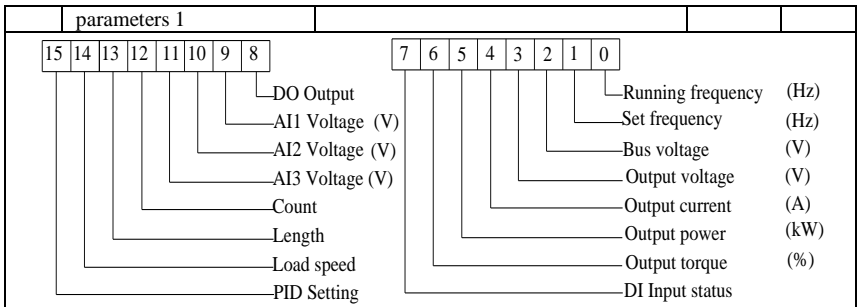 parameters 1
15 14 13 12 11 10 9 8 7 6 5 4 3 2 1 0
DO Output Running frequency (Hz)
AI1 Voltage (V) Set frequency (Hz)
AI2 Voltage (V) Bus voltage (V)
AI3 Voltage (V) Output voltage (V)
Count Output current (A)
Length Output power (kW)
Load speed Output torque (%)
PID Setting DI Input status